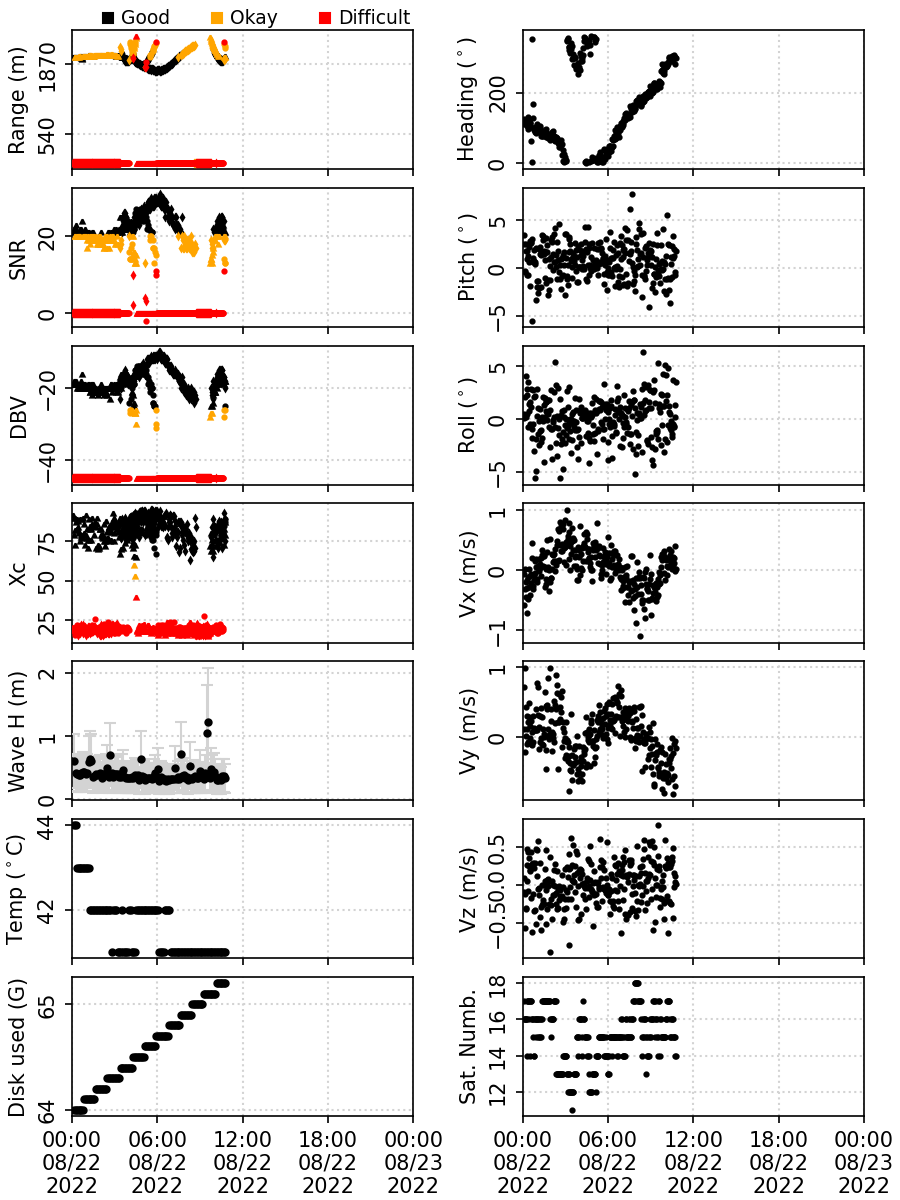 Good Okay Difficult
Range (m)
1870
540
Heading (°)
200
0
SNR
20
0
Pitch (°)
5
0
−5
DBV
−20
−40
Roll (°)
5
0
−5
Xc
75
50
25
Vx (m/s)
1
0
−1
Wave H (m)
2
1
0
Vy (m/s)
1
0
Temp (°C)
44
42
Vz (m/s)
0.5
0.0
−0.5
Disk used (G)
65
64
Sat. Numb.
18
16
14
12
00:00 06:00 12:00 18:00 00:00
08/22 08/22 08/22 08/22 08/23
2022 2022 2022 2022 2022
00:00 06:00 12:00 18:00 00:00
08/22 08/22 08/22 08/22 08/23
2022 2022 2022 2022 2022